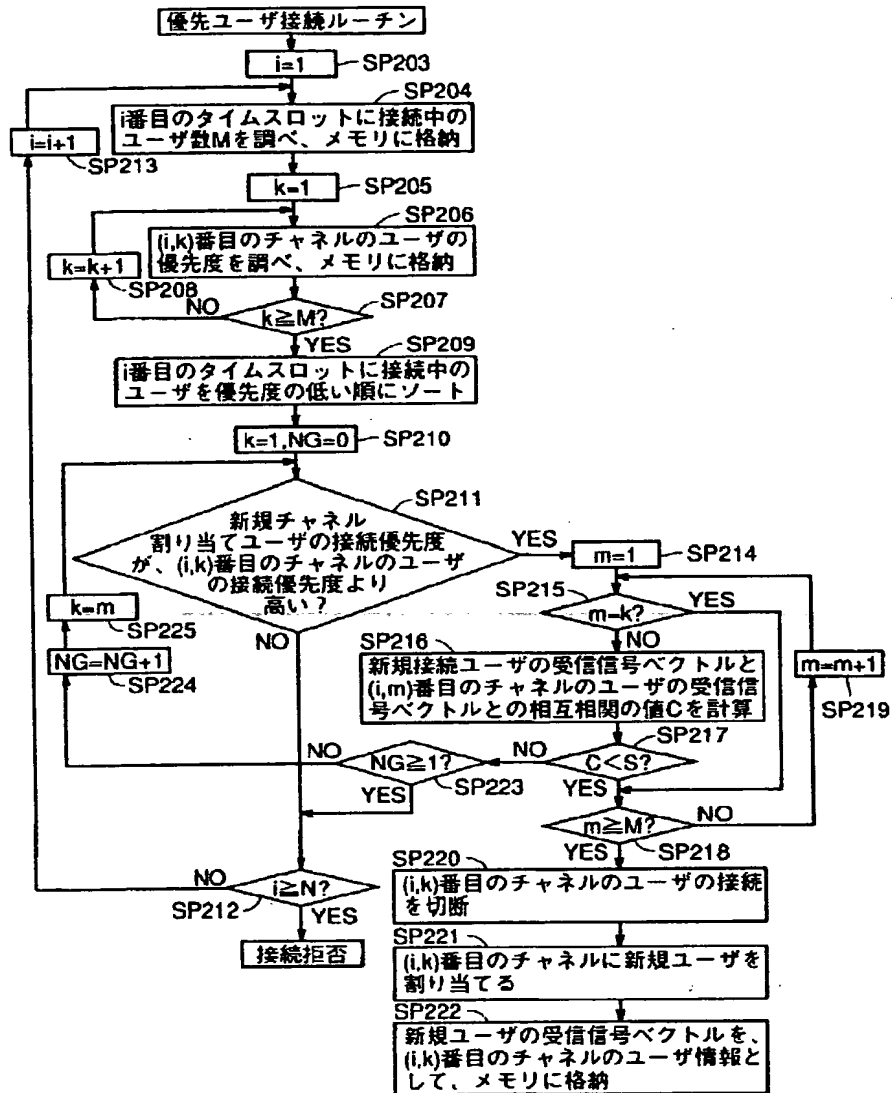 優先ユーザ接続ルーチン
i=1
SP203
SP204
i番目のタイムスロットに接続中の
ユーザ数Mを調べ、メモリに格納
i=i+1
SP213
k=1
SP205
SP206
(i,k)番目のチャネルのユーザの
優先度を調べ、メモリに格納
k=k+1
SP208
NO
SP207
k≧M?
YES
SP209
i番目のタイムスロットに接続中の
ユーザを優先度の低い順にソート
k=1,NG=0
SP210
SP211
新規チャネル
割り当てユーザの接続優先度
が、(i,k)番目のチャネルのユーザ
の接続優先度より
高い?
YES
m=1
SP214
SP215
m=k?
YES
NO
k=m
SP225
NO
SP216
新規接続ユーザの受信信号ベクトルと
(i,m)番目のチャネルのユーザの受信信
号ベクトルとの相互相関の値Cを計算
m=m+1
SP219
NG=NG+1
SP224
SP217
NO
NG≧1?
NO
C<S?
YES
SP223
YES
m≧M?
NO
YES
SP218
SP220
(i,k)番目のチャネルのユーザの接続
を切断
NO
i≧N?
SP212
YES
接続拒否
SP221
(i,k)番目のチャネルに新規ユーザを
割り当てる
SP222
新規ユーザの受信信号ベクトルを、
(i,k)番目のチャネルのユーザ情報と
して、メモリに格納